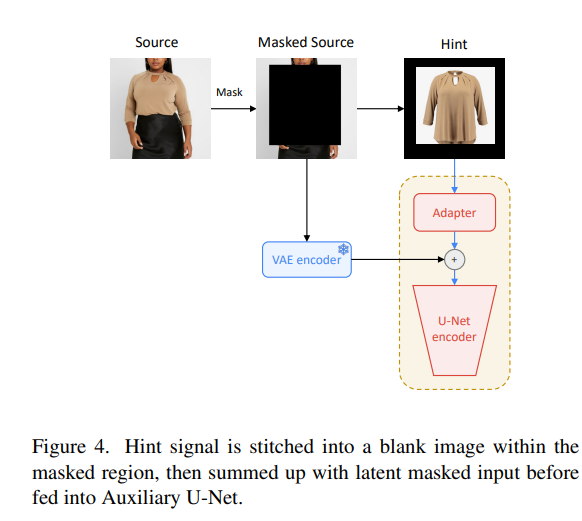 Source
Masked Source
Hint
Mask
Adapter
VAE encoder
+
U-Net
encoder
Figure 4. Hint signal is stitched into a blank image within the
masked region, then summed up with latent masked input before
fed into Auxiliary U-Net.